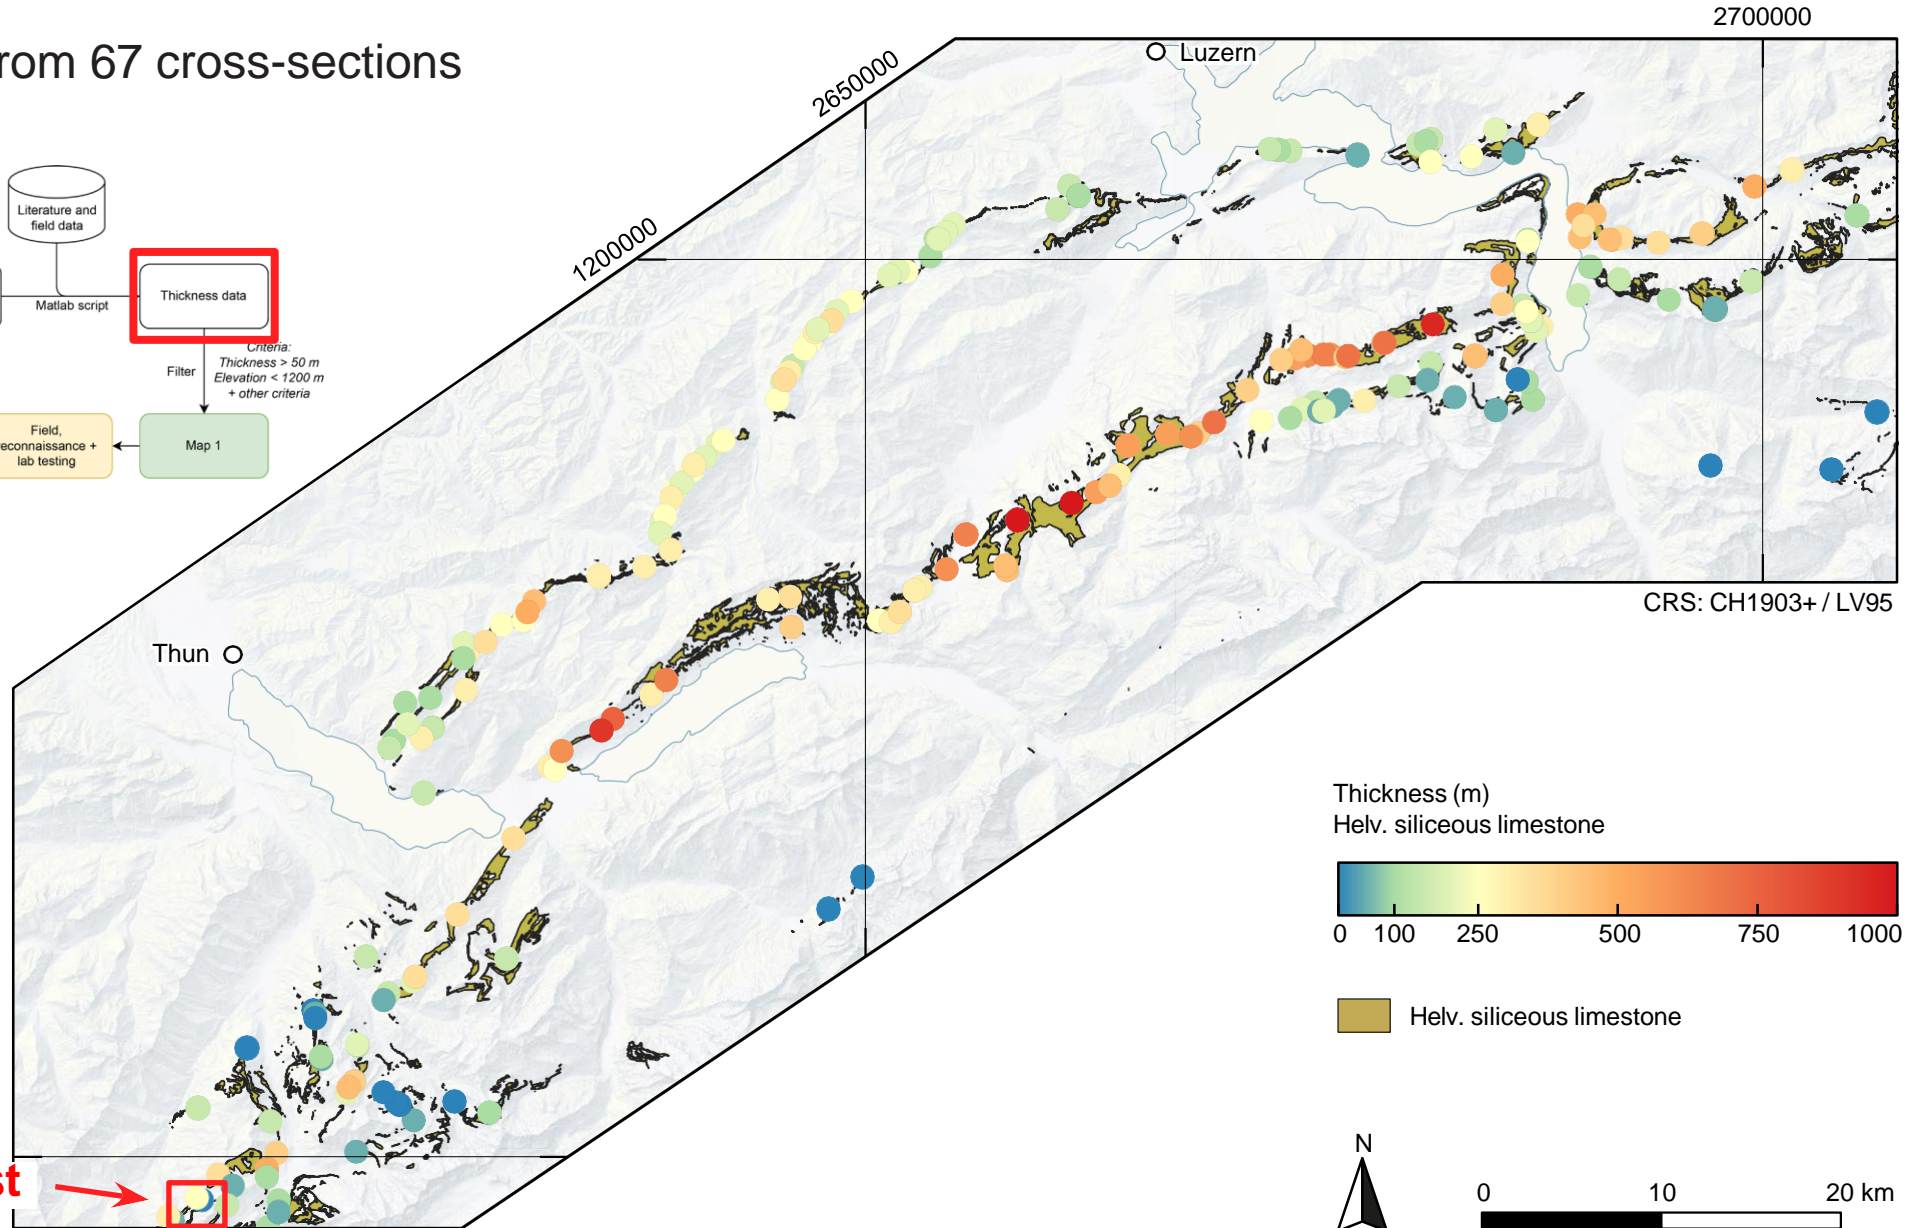 rom 67 cross-sections
Literature and
field data
Matlab script
Thickness data
Filter
Criteria:
Thickness > 50 m
Elevation < 1200 m
+ other criteria
Field,
econnaissance +
lab testing
Map 1
2700000
2650000
1200000
Luzern
Thun
CRS: CH1903+ / LV95
Thickness (m)
Helv. siliceous limestone
0 100 250 500 750 1000
Helv. siliceous limestone
st
N
0 10 20 km